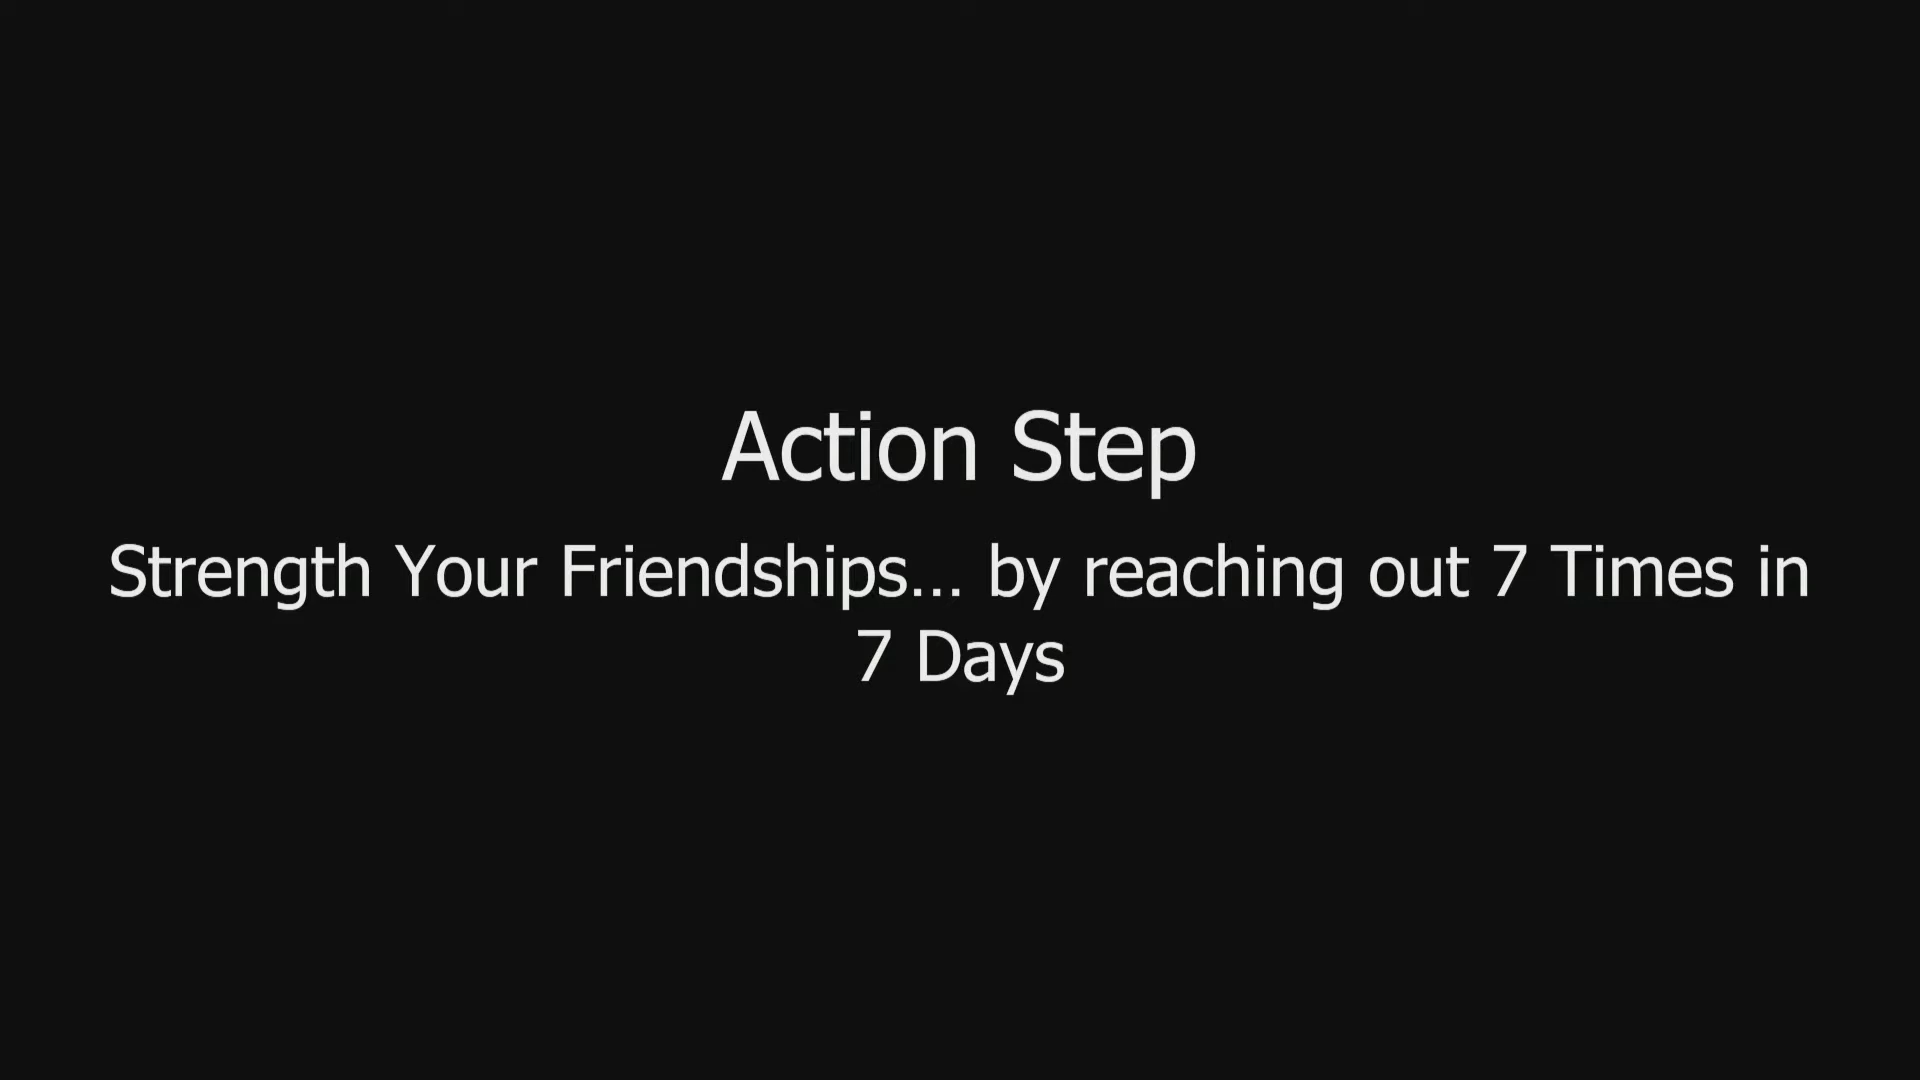 Action Step
Strength Your Friendships... by reaching out 7 Times in
7 Days